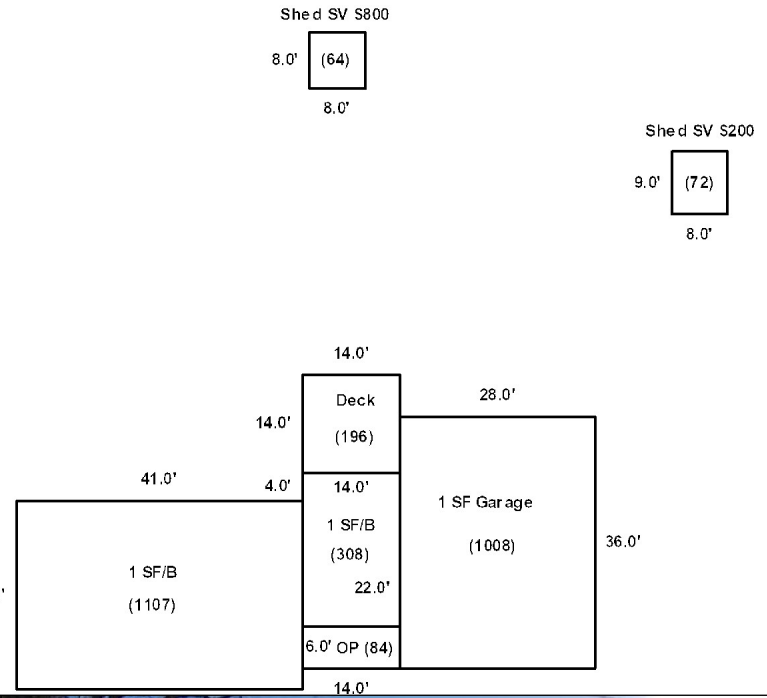 Shed SV S800
8.0'
(64)
8.0'
Shed SV S200
9.0'
(72)
8.0'
14.0'
Deck
28.0'
14.0'
(196)
41.0'
4.0'
14.0'
1 SF Garage
1 SF/B
(308)
(1008)
36.0'
1 SF/B
22.0'
(1107)
6.0' OP (84)
14.0'